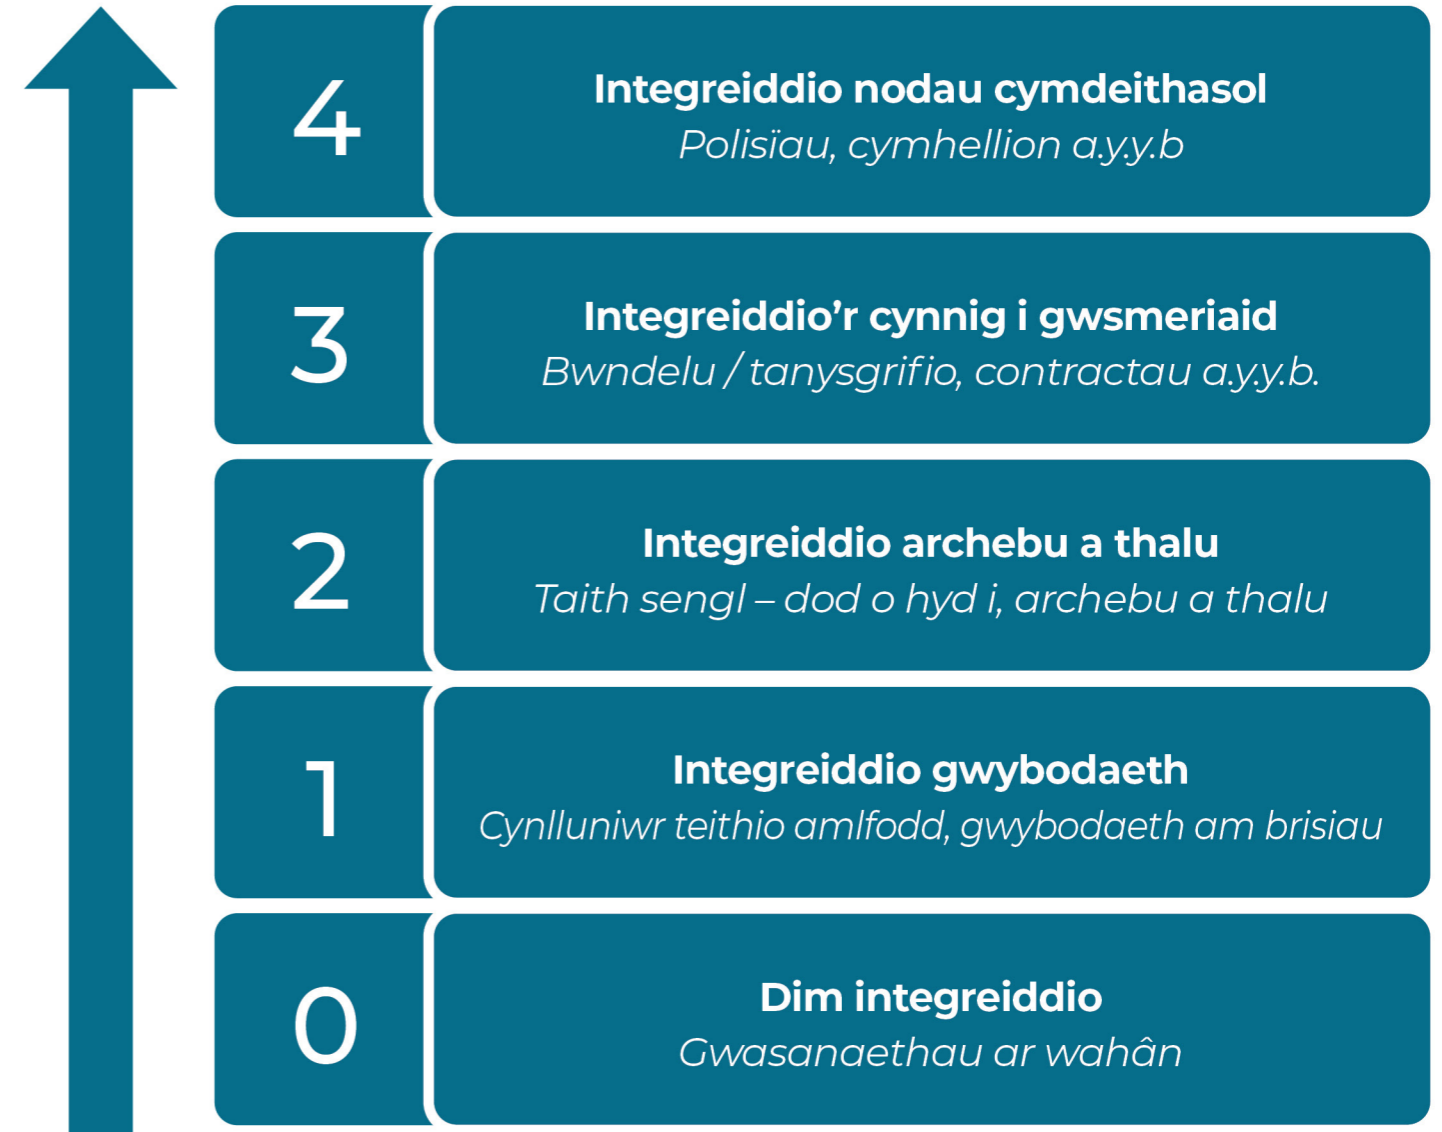 4
Integreiddio nodau cymdeithasol
Polisïau, cymhellion a.y.y.b
3
Integreiddio’r cynnig i gwsmeriaid
Bwndelu / tanysgrifio, contractau a.y.y.b.
2
Integreiddio archebu a thalu
Taith sengl – dod o hyd i, archebu a thalu
1
Integreiddio gwybodaeth
Cynlluniwr teithio amlfodd, gwybodaeth am brisiau
0
Dim integreiddio
Gwasanaethau ar wahân